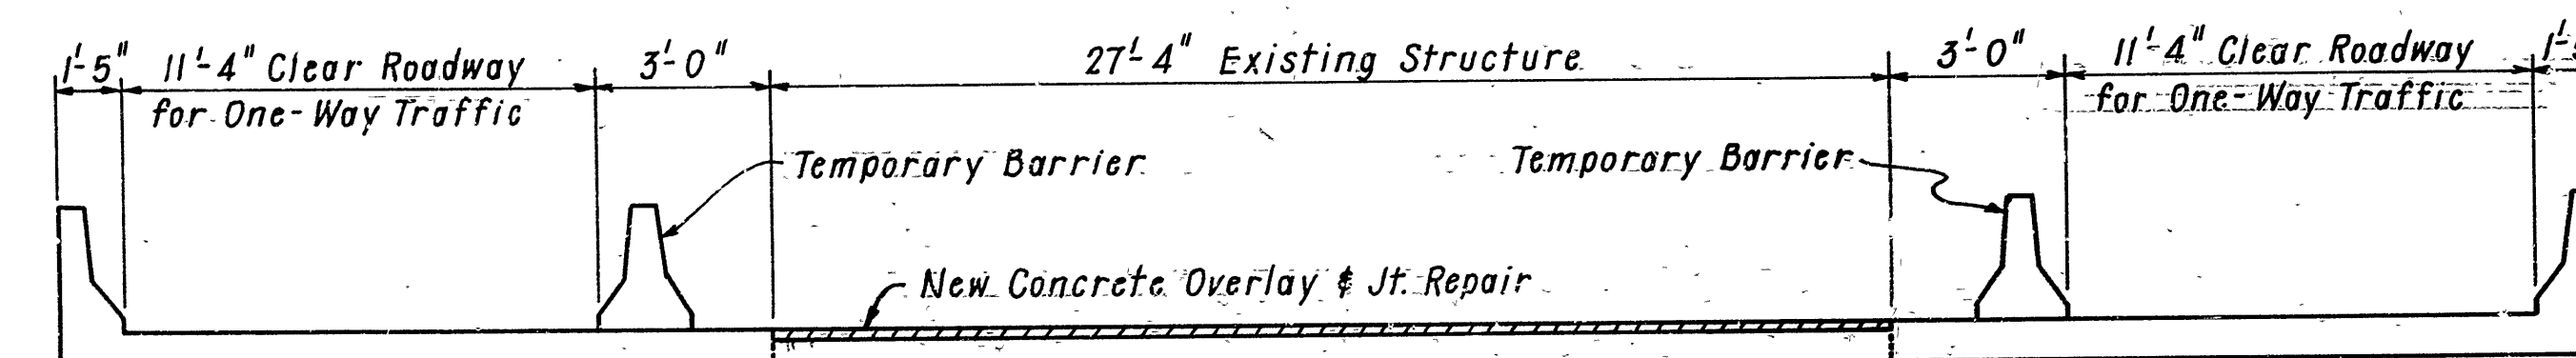 1'-5"
11'-4" Clear Roadway
for One-Way Traffic
3'-0"
27'-4" Existing Structure
3'-0"
11'-4" Clear Roadway
for One-Way Traffic
Temporary Barrier
Temporary Barrier
New Concrete Overlay & Jt. Repair